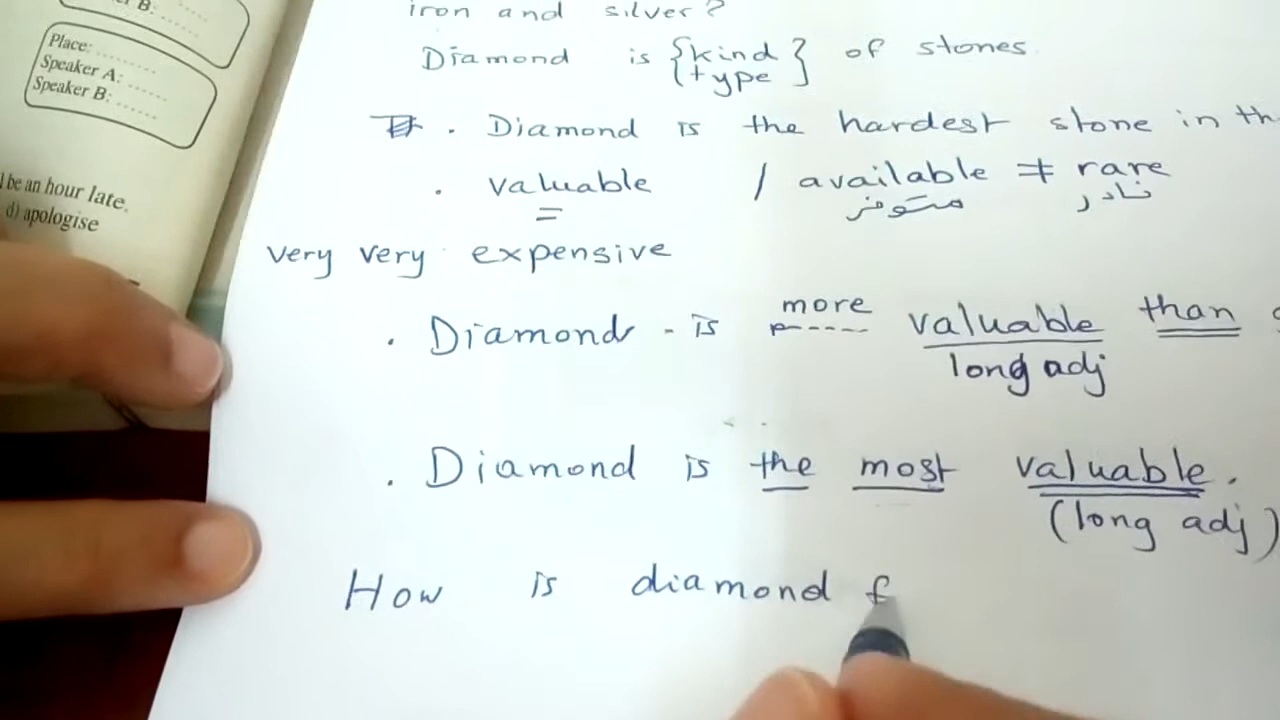 B: ......
Place: ........
Speaker A: ......
Speaker B: ......
be an hour late.
d) apologise
iron and silver?
Diamond is { kind } of stones
type
. Diamond is the hardest stone in th
. valuable / available ≠ rare
= متوفر نادر
very very expensive
more
. Diamond - is ------ valuable than
long adj
. Diamond is the most valuable.
(long adj)
How is diamond f